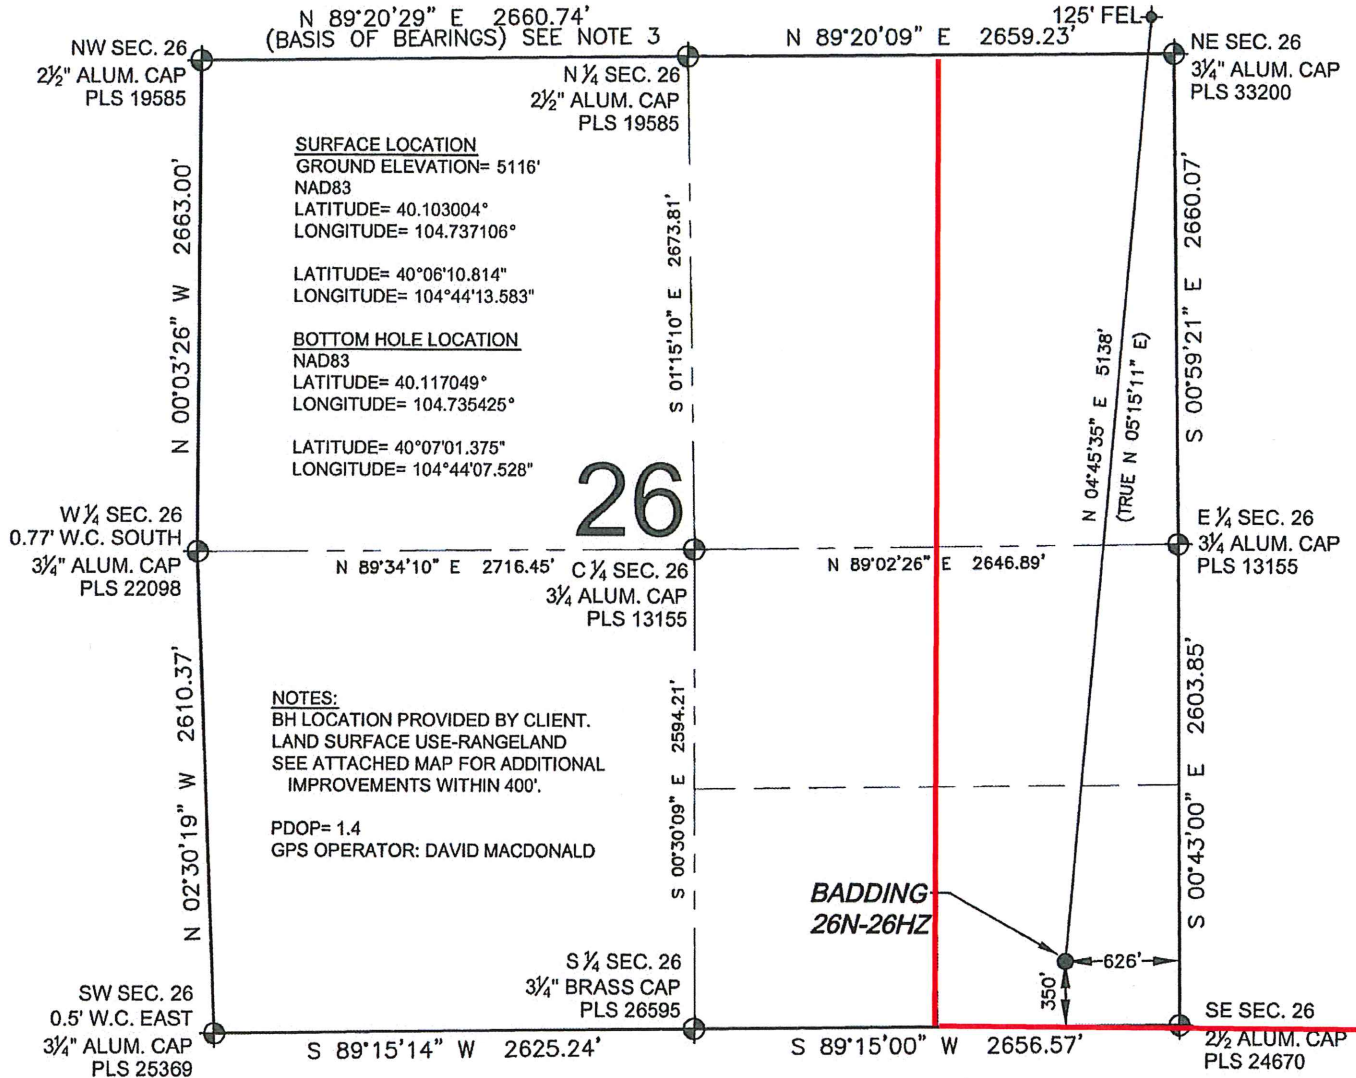 N 89°20'29" E 2660.74'
(BASIS OF BEARINGS) SEE NOTE 3
N 89°20'09" E 2659.23'
125' FEL
NW SEC. 26
2½" ALUM. CAP
PLS 19585
N ¼ SEC. 26
2½" ALUM. CAP
PLS 19585
NE SEC. 26
3¼" ALUM. CAP
PLS 33200
SURFACE LOCATION
GROUND ELEVATION= 5116'
NAD83
LATITUDE= 40.103004°
LONGITUDE= 104.737106°
LATITUDE= 40°06'10.814"
LONGITUDE= 104°44'13.583"
BOTTOM HOLE LOCATION
NAD83
LATITUDE= 40.117049°
LONGITUDE= 104.735425°
LATITUDE= 40°07'01.375"
LONGITUDE= 104°44'07.528"
N 00°03'26" W 2663.00'
S 01°15'10" E 2673.81'
N 04°45'35" E 5138'
(TRUE N 05°15'11" E)
S 00°59'21" E 2660.07'
26
W ¼ SEC. 26
0.77' W.C. SOUTH
3¼" ALUM. CAP
PLS 22098
N 89°34'10" E 2716.45'
C ¼ SEC. 26
3¼ ALUM. CAP
PLS 13155
N 89°02'26" E 2646.89'
E ¼ SEC. 26
3¼ ALUM. CAP
PLS 13155
N 02°30'19" W 2610.37'
NOTES:
BH LOCATION PROVIDED BY CLIENT.
LAND SURFACE USE-RANGELAND
SEE ATTACHED MAP FOR ADDITIONAL
IMPROVEMENTS WITHIN 400'.
PDOP= 1.4
GPS OPERATOR: DAVID MACDONALD
S 00°30'09" E 2594.21'
S 00°43'00" E 2603.85'
BADDING
26N-26HZ
626'
350'
SW SEC. 26
0.5' W.C. EAST
3¼" ALUM. CAP
PLS 25369
S ¼ SEC. 26
3¼" BRASS CAP
PLS 26595
SE SEC. 26
2½ ALUM. CAP
PLS 24670
S 89°15'14" W 2625.24'
S 89°15'00" W 2656.57'